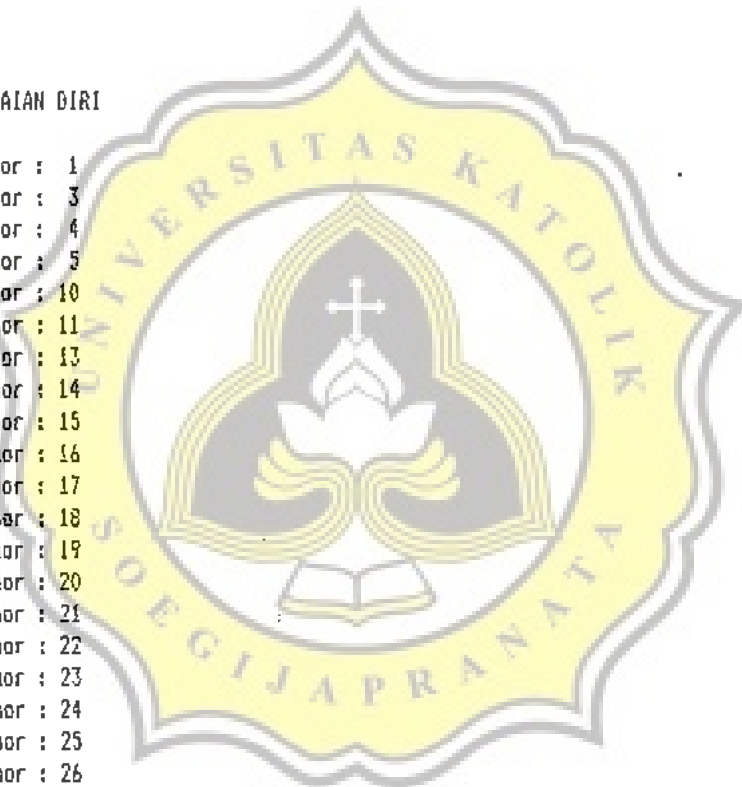 AIAN DIRI
or : 1
or : 3
or : 4
or : 5
or : 10
or : 11
or : 13
or : 14
or : 15
or : 16
or : 17
or : 18
or : 19
or : 20
or : 21
or : 22
or : 23
or : 24
or : 25
or : 26
UNIVERSITAS KATOLIK
SOEGIJAPRANATA